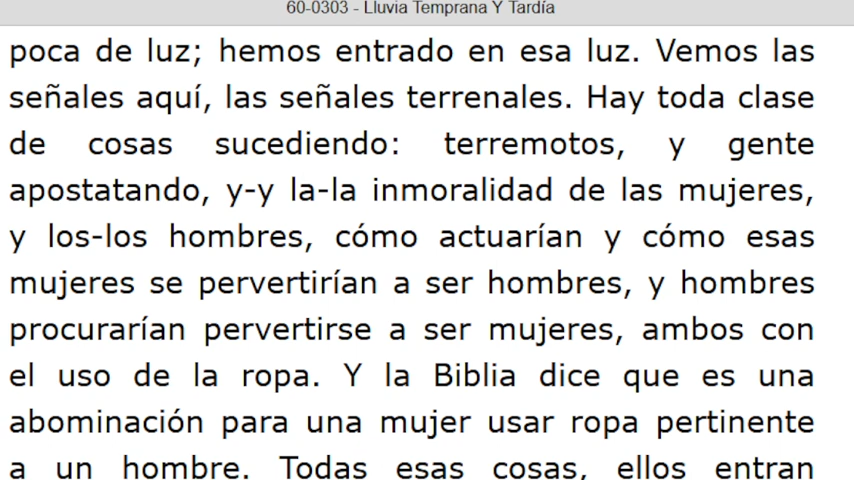 60-0303 - Lluvia Temprana Y Tardía
poca de luz; hemos entrado en esa luz. Vemos las
señales aquí, las señales terrenales. Hay toda clase
de cosas sucediendo: terremotos, y gente
apostatando, y-y la-la inmoralidad de las mujeres,
y los-los hombres, cómo actuarían y cómo esas
mujeres se pervertirían a ser hombres, y hombres
procurarían pervertirse a ser mujeres, ambos con
el uso de la ropa. Y la Biblia dice que es una
abominación para una mujer usar ropa pertinente
a un hombre. Todas esas cosas, ellos entran